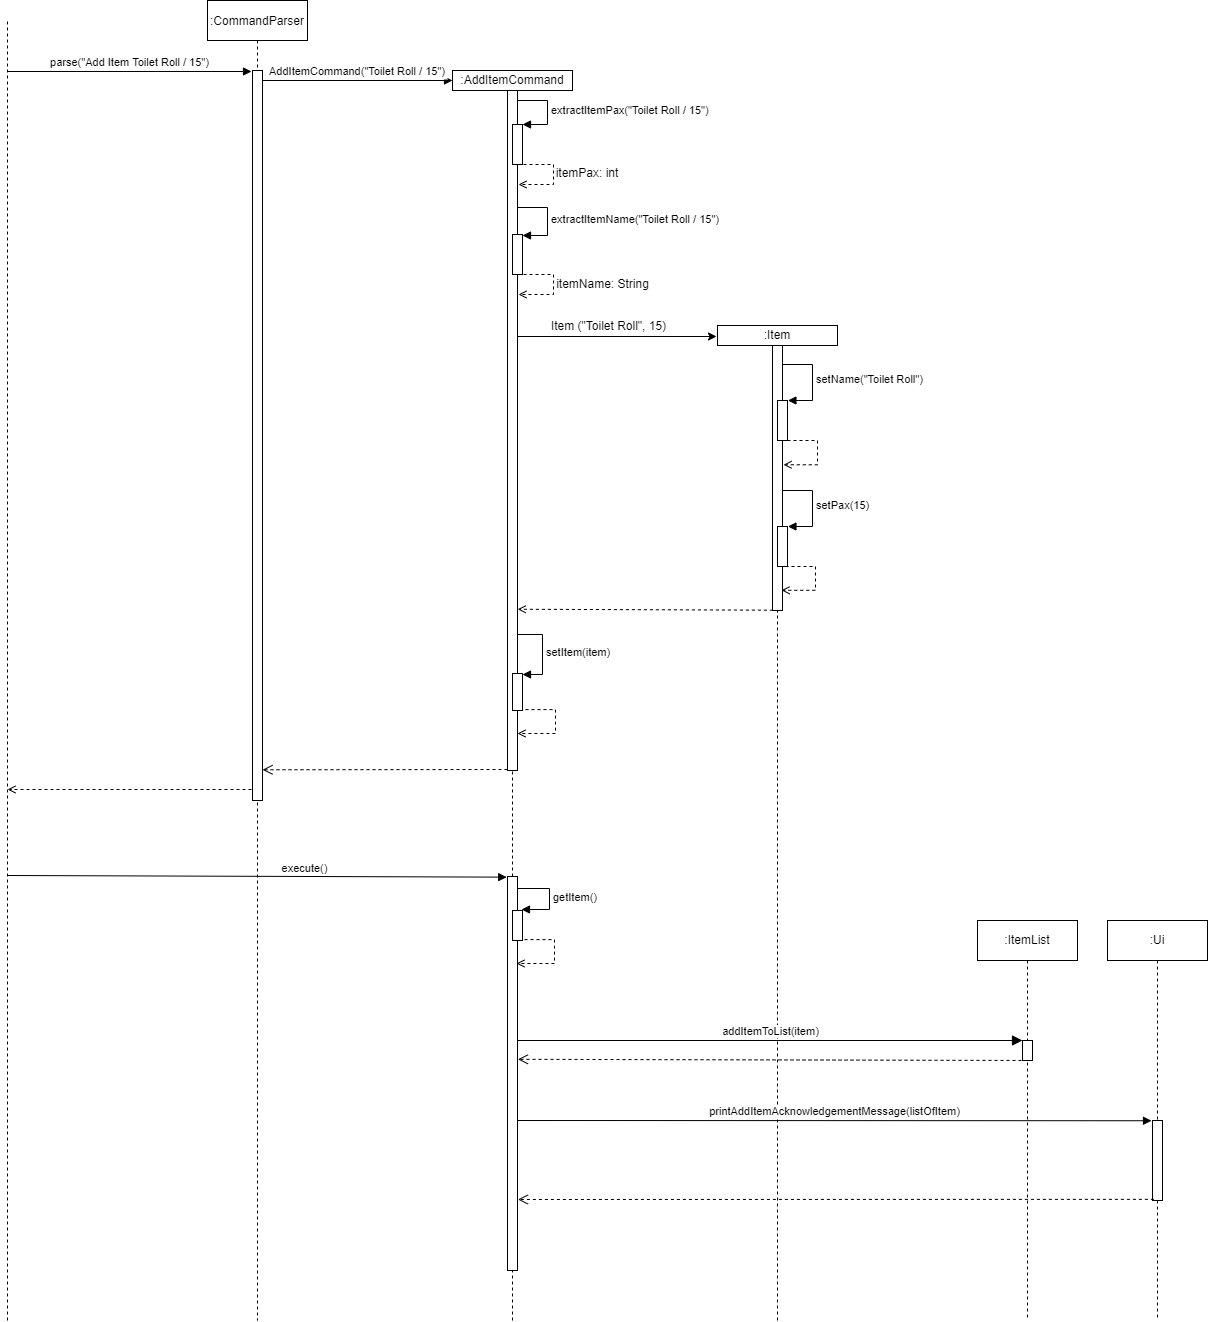 :CommandParser
parse("Add Item Toilet Roll / 15")
AddItemCommand("Toilet Roll / 15")
:AddItemCommand
extractItemPax("Toilet Roll / 15")
itemPax: int
extractItemName("Toilet Roll / 15")
itemName: String
Item ("Toilet Roll", 15)
:Item
setName("Toilet Roll")
setPax(15)
setItem(item)
execute()
getItem()
:ItemList
:Ui
addItemToList(item)
printAddItemAcknowledgementMessage(listOfItem)